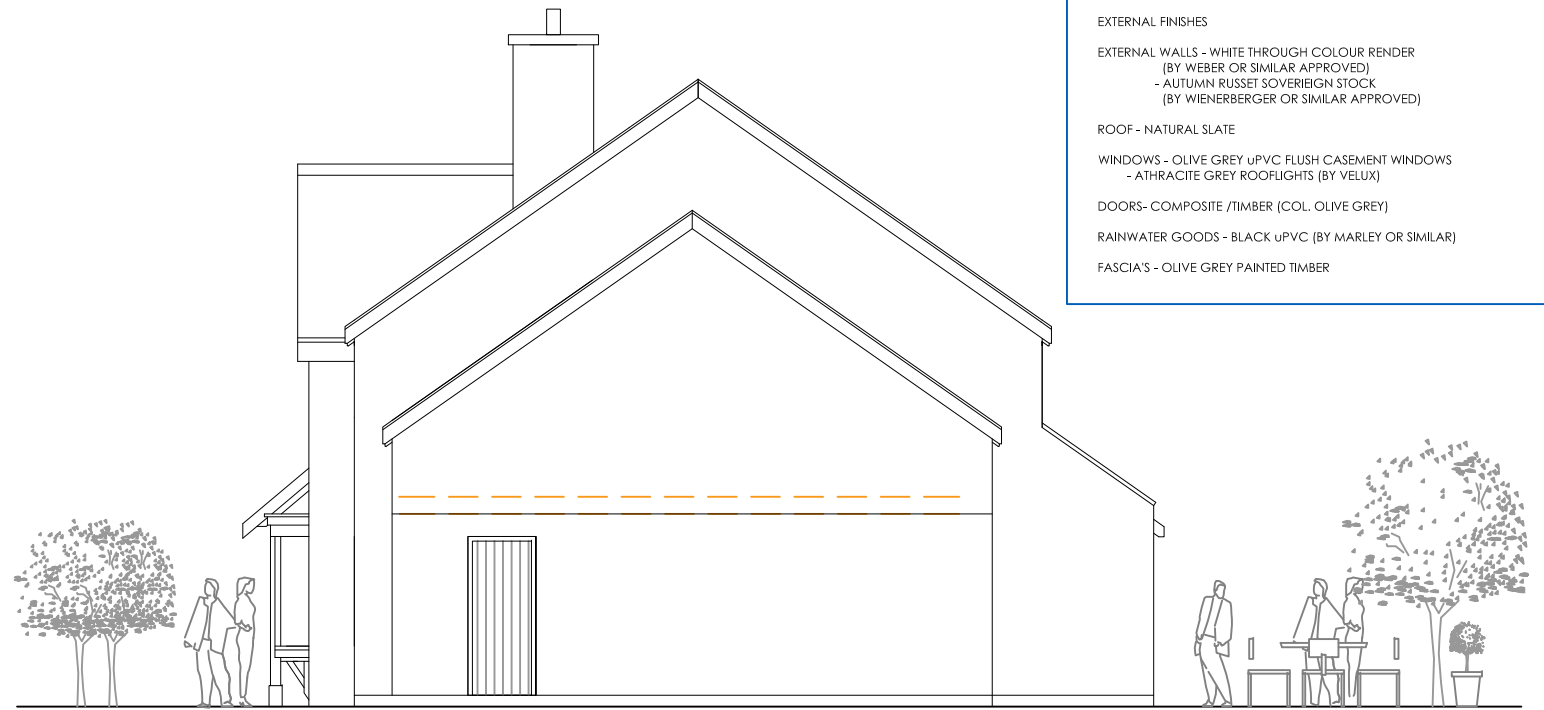 EXTERNAL FINISHES
EXTERNAL WALLS - WHITE THROUGH COLOUR RENDER
(BY WEBER OR SIMILAR APPROVED)
- AUTUMN RUSSET SOVERIEIGN STOCK
(BY WIENERBERGER OR SIMILAR APPROVED)
ROOF - NATURAL SLATE
WINDOWS - OLIVE GREY uPVC FLUSH CASEMENT WINDOWS
- ATHRACITE GREY ROOFLIGHTS (BY VELUX)
DOORS- COMPOSITE /TIMBER (COL. OLIVE GREY)
RAINWATER GOODS - BLACK uPVC (BY MARLEY OR SIMILAR)
FASCIA'S - OLIVE GREY PAINTED TIMBER